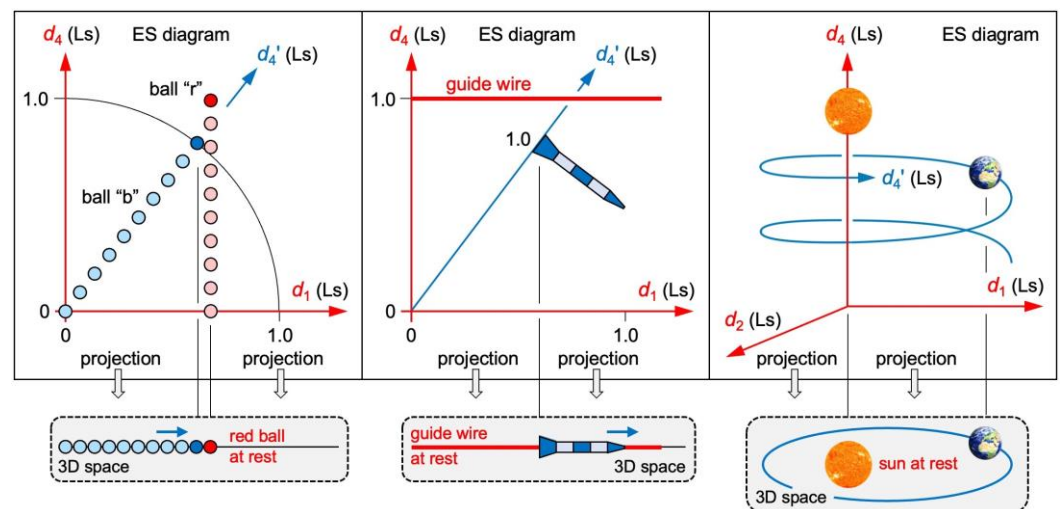 d4 (Ls)
ES diagram
d4' (Ls)
ball "r"
1.0
ball "b"
0
d1 (Ls)
0
1.0
projection
projection
red ball
at rest
3D space
d4 (Ls)
ES diagram
d4' (Ls)
guide wire
1.0
1.0
0
d1 (Ls)
0
1.0
projection
projection
guide wire
at rest
3D space
d4 (Ls)
ES diagram
d4' (Ls)
d1 (Ls)
d2 (Ls)
projection
projection
sun at rest
3D space